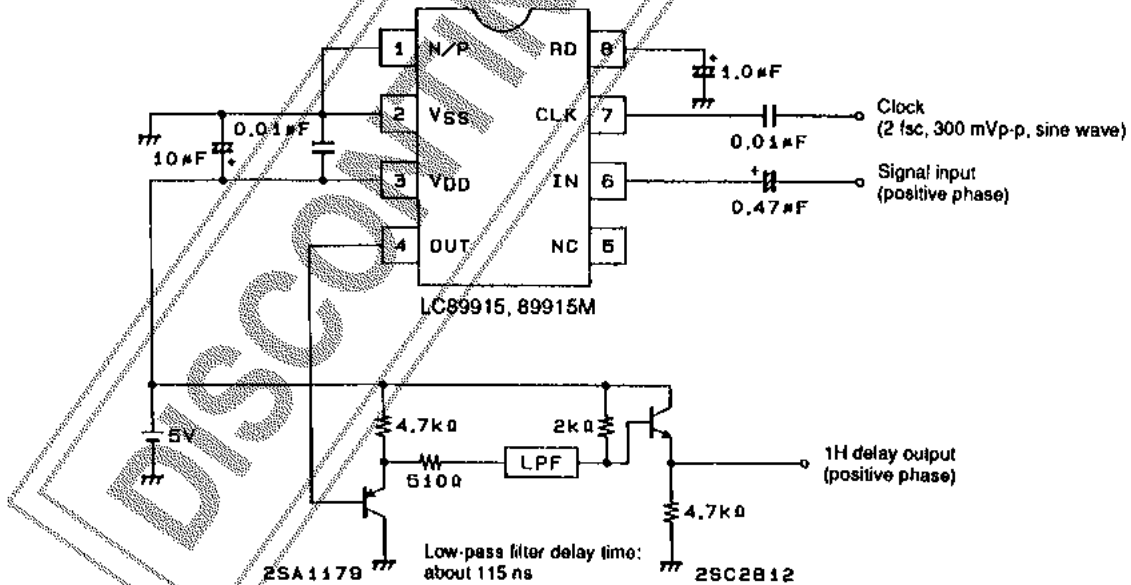 1 N/P
RD 8
1.0μF
2 VSS
CLK 7
0.01μF
Clock
(2 fsc, 300 mVp-p, sine wave)
0.01μF
10μF
3 VDD
IN 6
Signal input
(positive phase)
0.47μF
4 OUT
NC 5
LC89915, 89915M
5V
4.7kΩ
2kΩ
510Ω
LPF
1H delay output
(positive phase)
4.7kΩ
2SA1179
Low-pass filter delay time:
about 115 ns
2SC2812